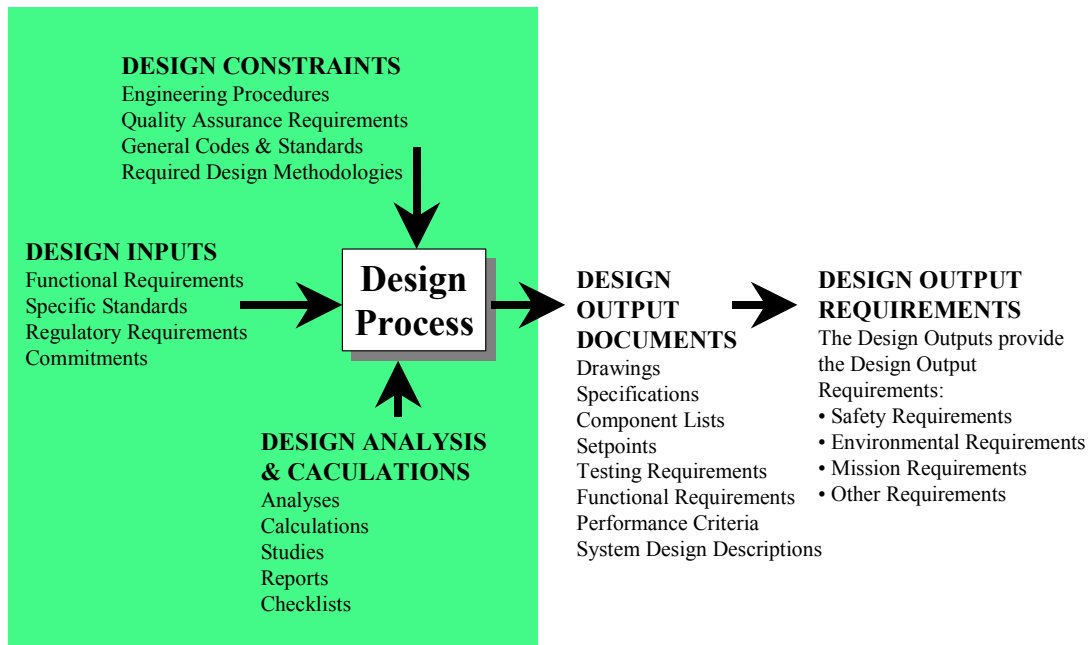 DESIGN CONSTRAINTS
Engineering Procedures
Quality Assurance Requirements
General Codes & Standards
Required Design Methodologies
DESIGN INPUTS
Functional Requirements
Specific Standards
Regulatory Requirements
Commitments
Design
Process
DESIGN ANALYSIS
& CACULATIONS
Analyses
Calculations
Studies
Reports
Checklists
DESIGN
OUTPUT
DOCUMENTS
Drawings
Specifications
Component Lists
Setpoints
Testing Requirements
Functional Requirements
Performance Criteria
System Design Descriptions
DESIGN OUTPUT
REQUIREMENTS
The Design Outputs provide
the Design Output
Requirements:
• Safety Requirements
• Environmental Requirements
• Mission Requirements
• Other Requirements